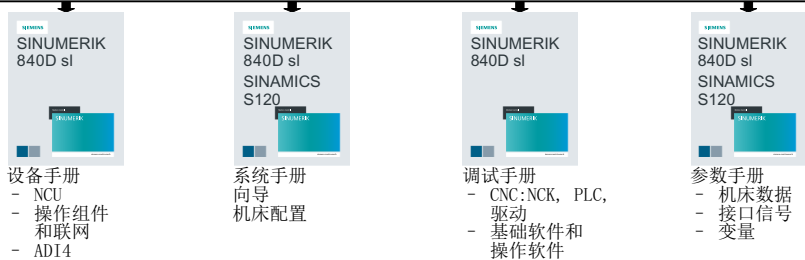 SIEMENS
SINUMERIK
840D sl
SINUMERIK
设备手册
- NCU
- 操作组件
和联网
- ADI4
SIEMENS
SINUMERIK
840D sl
SINAMICS
S120
SINUMERIK
系统手册
向导
机床配置
SIEMENS
SINUMERIK
840D sl
SINUMERIK
调试手册
- CNC:NCK, PLC,
驱动
- 基础软件和
操作软件
SIEMENS
SINUMERIK
840D sl
SINAMICS
S120
SINUMERIK
参数手册
- 机床数据
- 接口信号
- 变量